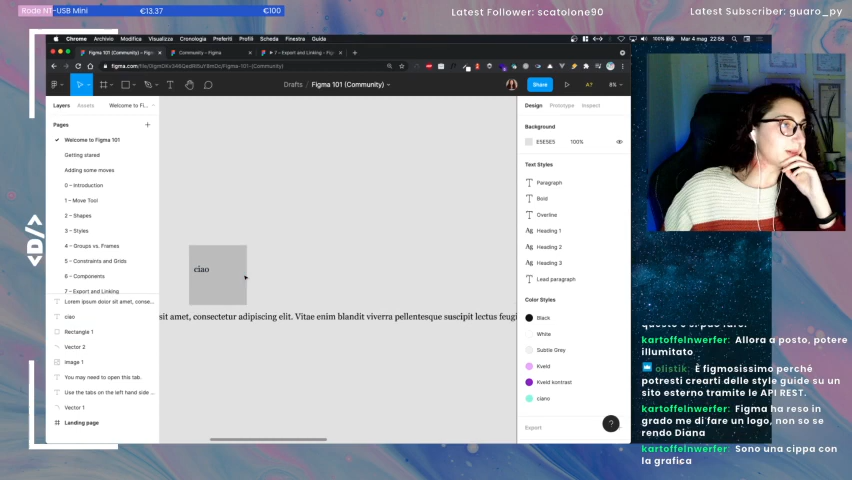 Rode NT-USB Mini €13.37 €100
Latest Follower: scatolone90
Latest Subscriber: guaro_py
Chrome Archivio Modifica Visualizza Cronologia Preferiti Profili Scheda Finestra Guida
100% Mar 4 mag 22:58
Figma 101 (Community) – Fig
Community – Figma
7 – Export and Linking – Fig
Drafts / Figma 101 (Community)
Share
A?
8%
Layers Assets Welcome to Fi...
Pages
Welcome to Figma 101
Getting stared
Adding some moves
0 – Introduction
1 – Move Tool
2 – Shapes
3 – Styles
4 – Groups vs. Frames
5 – Constraints and Grids
6 – Components
7 – Export and Linking
Lorem ipsum dolor sit amet, conse...
ciao
Rectangle 1
Vector 2
image 1
You may need to open this tab.
Use the tabs on the left hand side ...
Vector 1
Landing page
ciao
sit amet, consectetur adipiscing elit. Vitae enim blandit viverra pellentesque suscipit lectus feugi
Design Prototype Inspect
Background
E5E5E5 100%
Text Styles
Paragraph
Bold
Overline
Ag Heading 1
Ag Heading 2
Ag Heading 3
Lead paragraph
Color Styles
Black
White
Subtile Grey
Kveld
Kveld kontrast
ciano
Export
?
<D/>
kartoffelnwerfer: Allora a posto, potere
illumitato
olistik: È figmosissimo perché
potresti crearti delle style guide su un
sito esterno tramite le API REST.
kartoffelnwerfer: Figma ha reso in
grado me di fare un logo, non so se
rendo Diana
kartoffelnwerfer: Sono una cippa con
la grafica